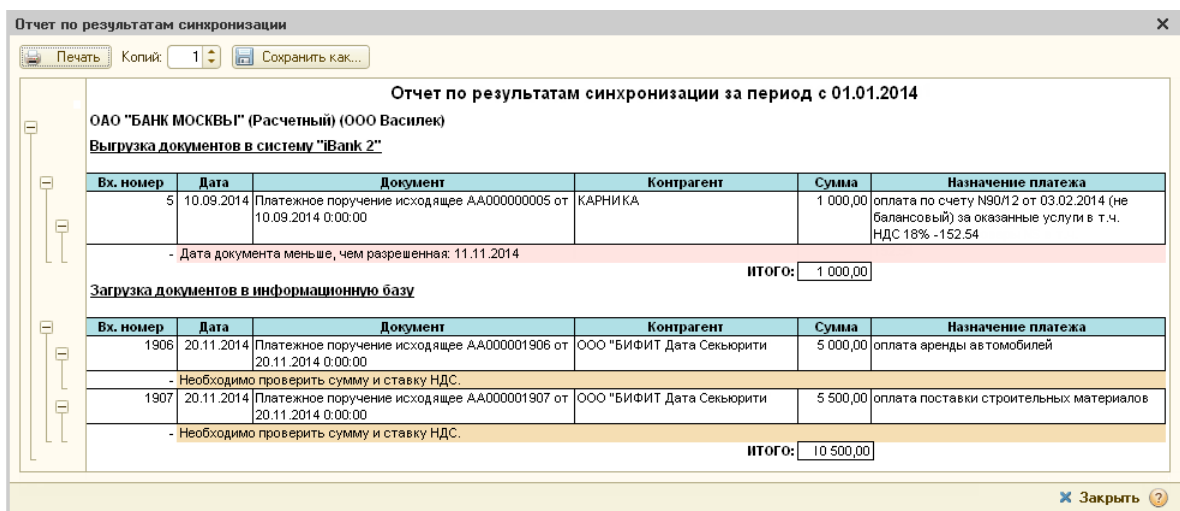 Отчет по результатам синхронизации
Печать Копий: 1 Сохранить как...
Отчет по результатам синхронизации за период с 01.01.2014
ОАО "БАНК МОСКВЫ" (Расчетный) (ООО Василек)
Выгрузка документов в систему "iBank 2"
Вх. номер Дата Документ Контрагент Сумма Назначение платежа
5 10.09.2014 Платежное поручение исходящее АА000000005 от КАРНИКА 1 000,00 оплата по счету N90/12 от 03.02.2014 (не
10.09.2014 0:00:00 балансовый) за оказанные услуги в т.ч.
НДС 18% -152.54
- Дата документа меньше, чем разрешенная: 11.11.2014
ИТОГО: 1 000,00
Загрузка документов в информационную базу
Вх. номер Дата Документ Контрагент Сумма Назначение платежа
1906 20.11.2014 Платежное поручение исходящее АА000001906 от ООО "БИФИТ Дата Секьюрити 5 000,00 оплата аренды автомобилей
20.11.2014 0:00:00
- Необходимо проверить сумму и ставку НДС.
1907 20.11.2014 Платежное поручение исходящее АА000001907 от ООО "БИФИТ Дата Секьюрити 5 500,00 оплата поставки строительных материалов
20.11.2014 0:00:00
- Необходимо проверить сумму и ставку НДС.
ИТОГО: 10 500,00
Закрыть ?